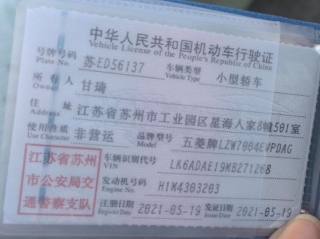 中华人民共和国机动车行驶证
Vehicle License of the People's Republic of China
号牌号码 苏ED56137 车辆类型 小型轿车
Plate No. Vehicle Type
所有人 甘瑞
Owner
住址 江苏省苏州市工业园区星海人家8幢1501室
Address
使用性质 非营运 品牌型号 五菱牌LZW7004EVPDAG
Use Character Model
江苏省苏州市公安局交通警察支队
车辆识别代号 LK6ADAE19MB271268
VIN
发动机号码 H1M4303203
Engine No.
注册日期 2021-05-19 发证日期 2021-05-19
Register Date Issue Date